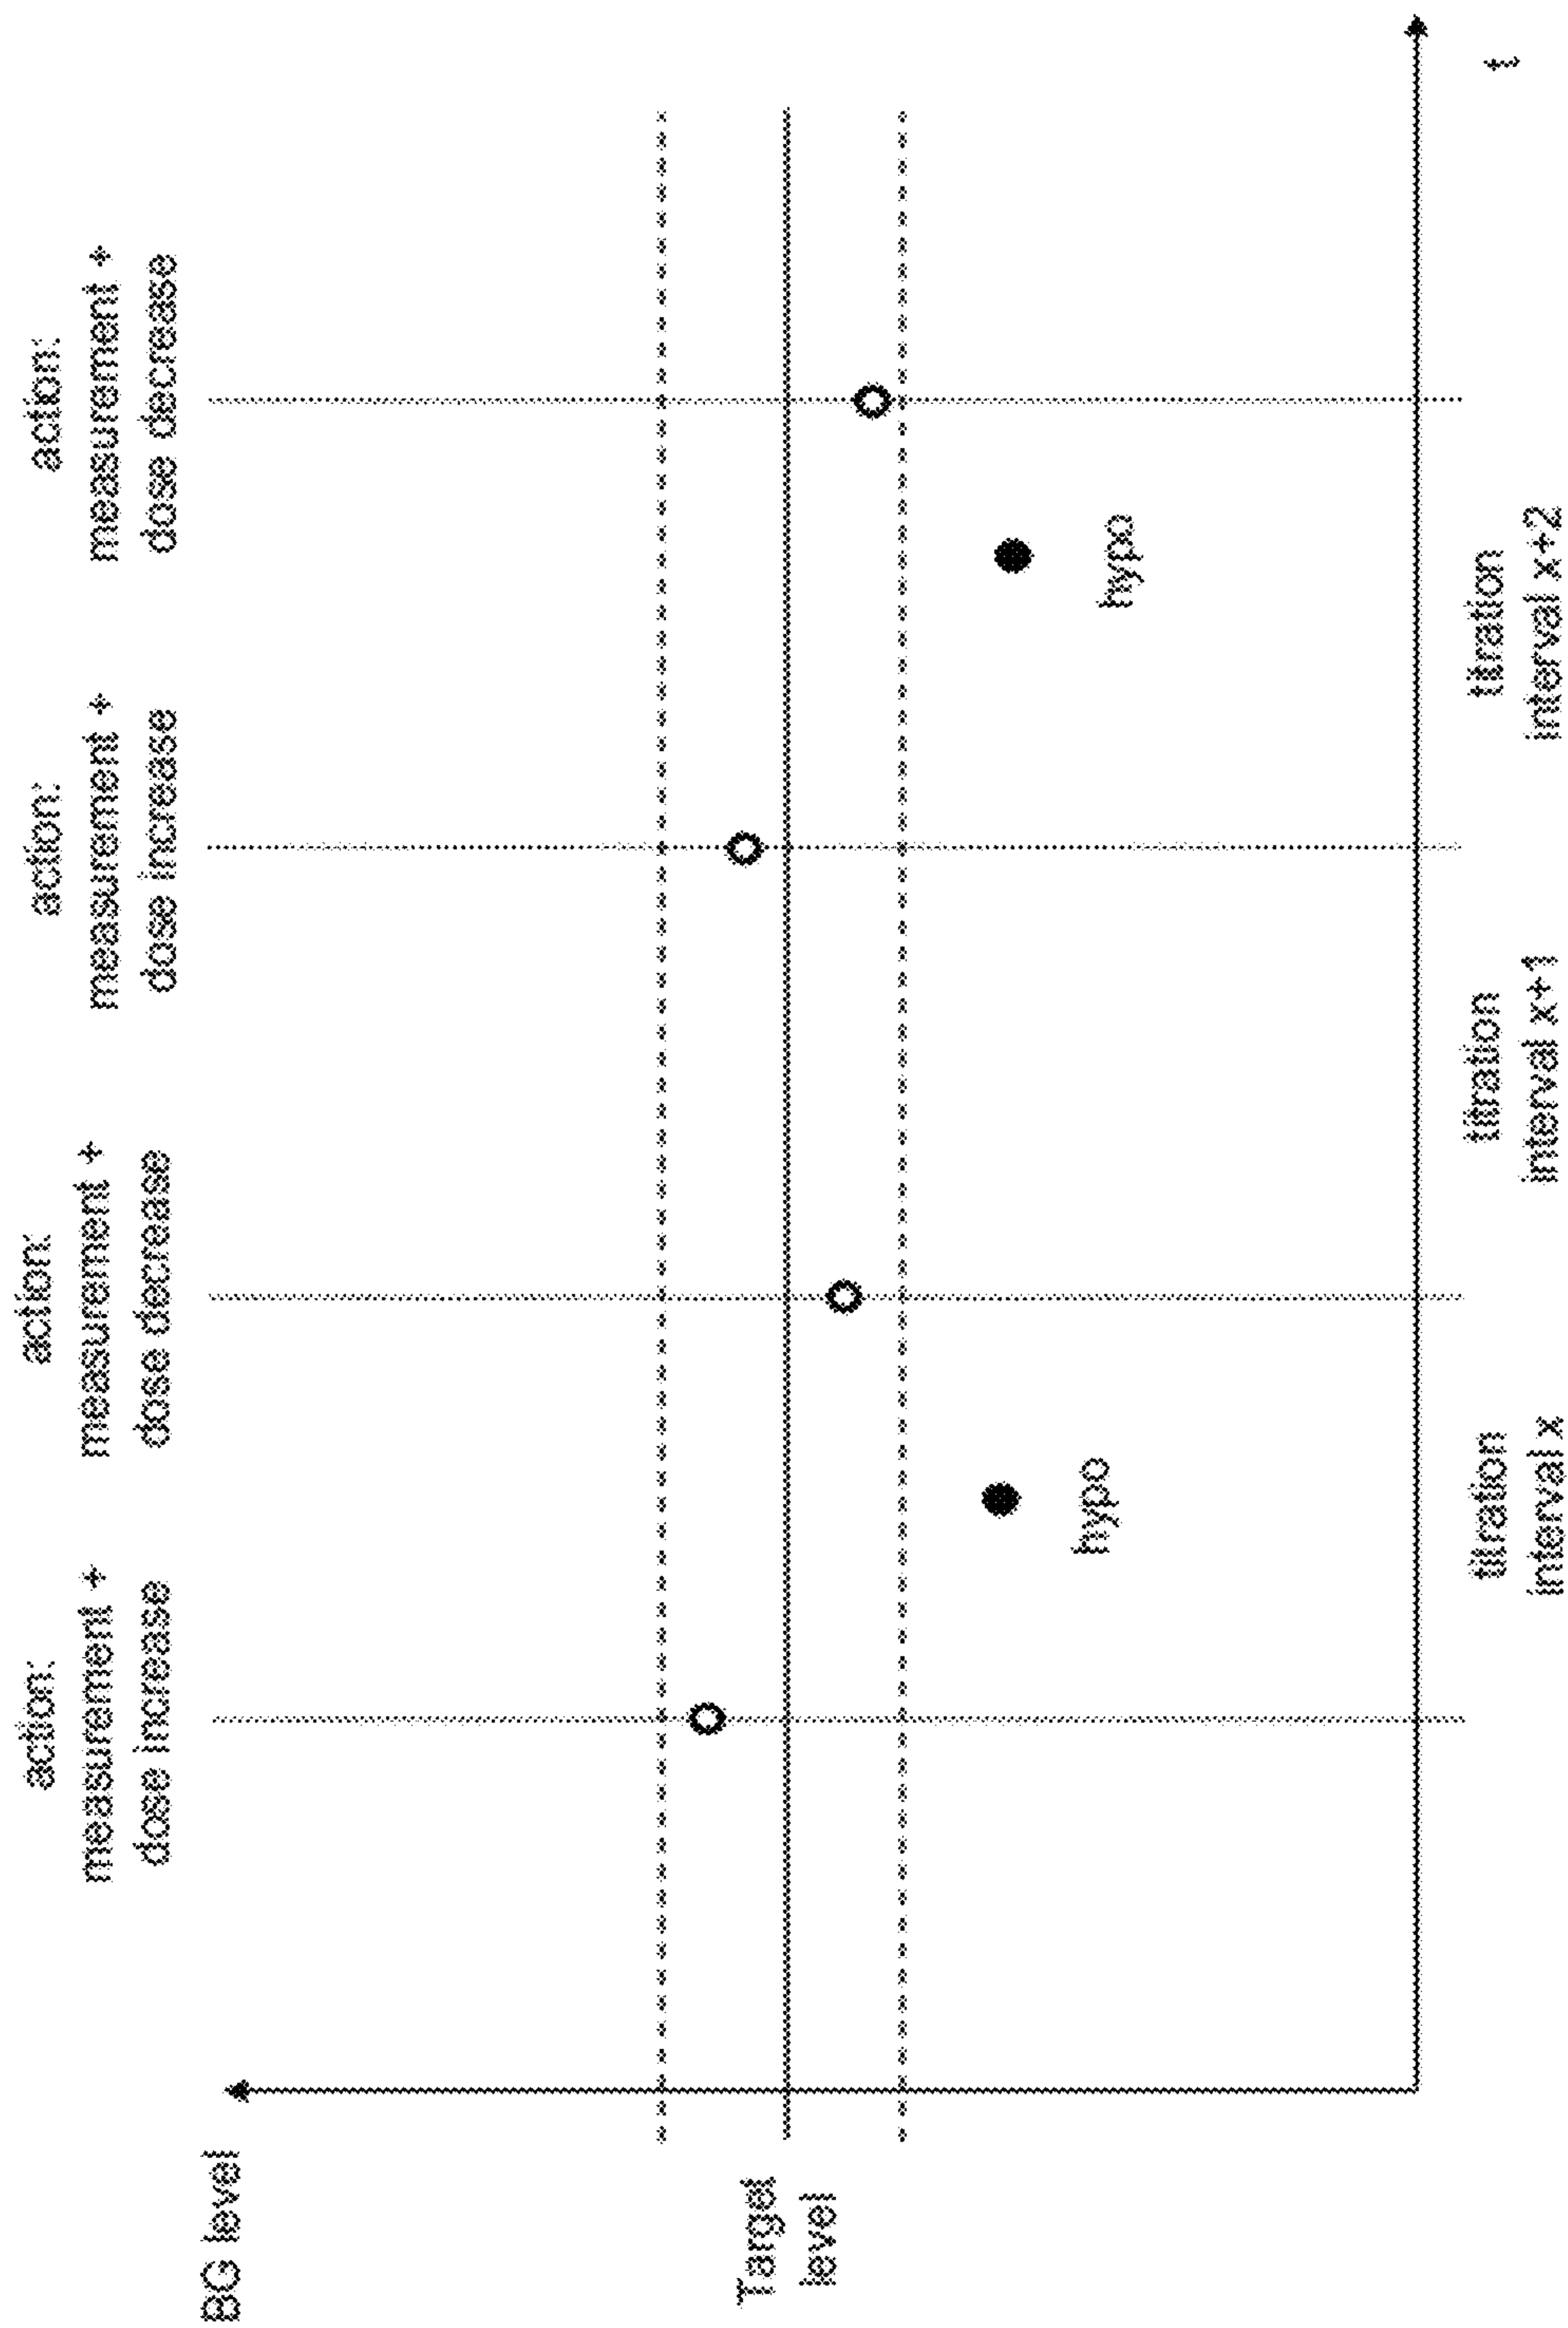 action:
measurement +
dose increase
action:
measurement +
dose decrease
action:
measurement +
dose increase
action:
measurement +
dose decrease
BG level
Target
level
hypo
hypo
titration
interval x
titration
interval x+1
titration
interval x+2
t